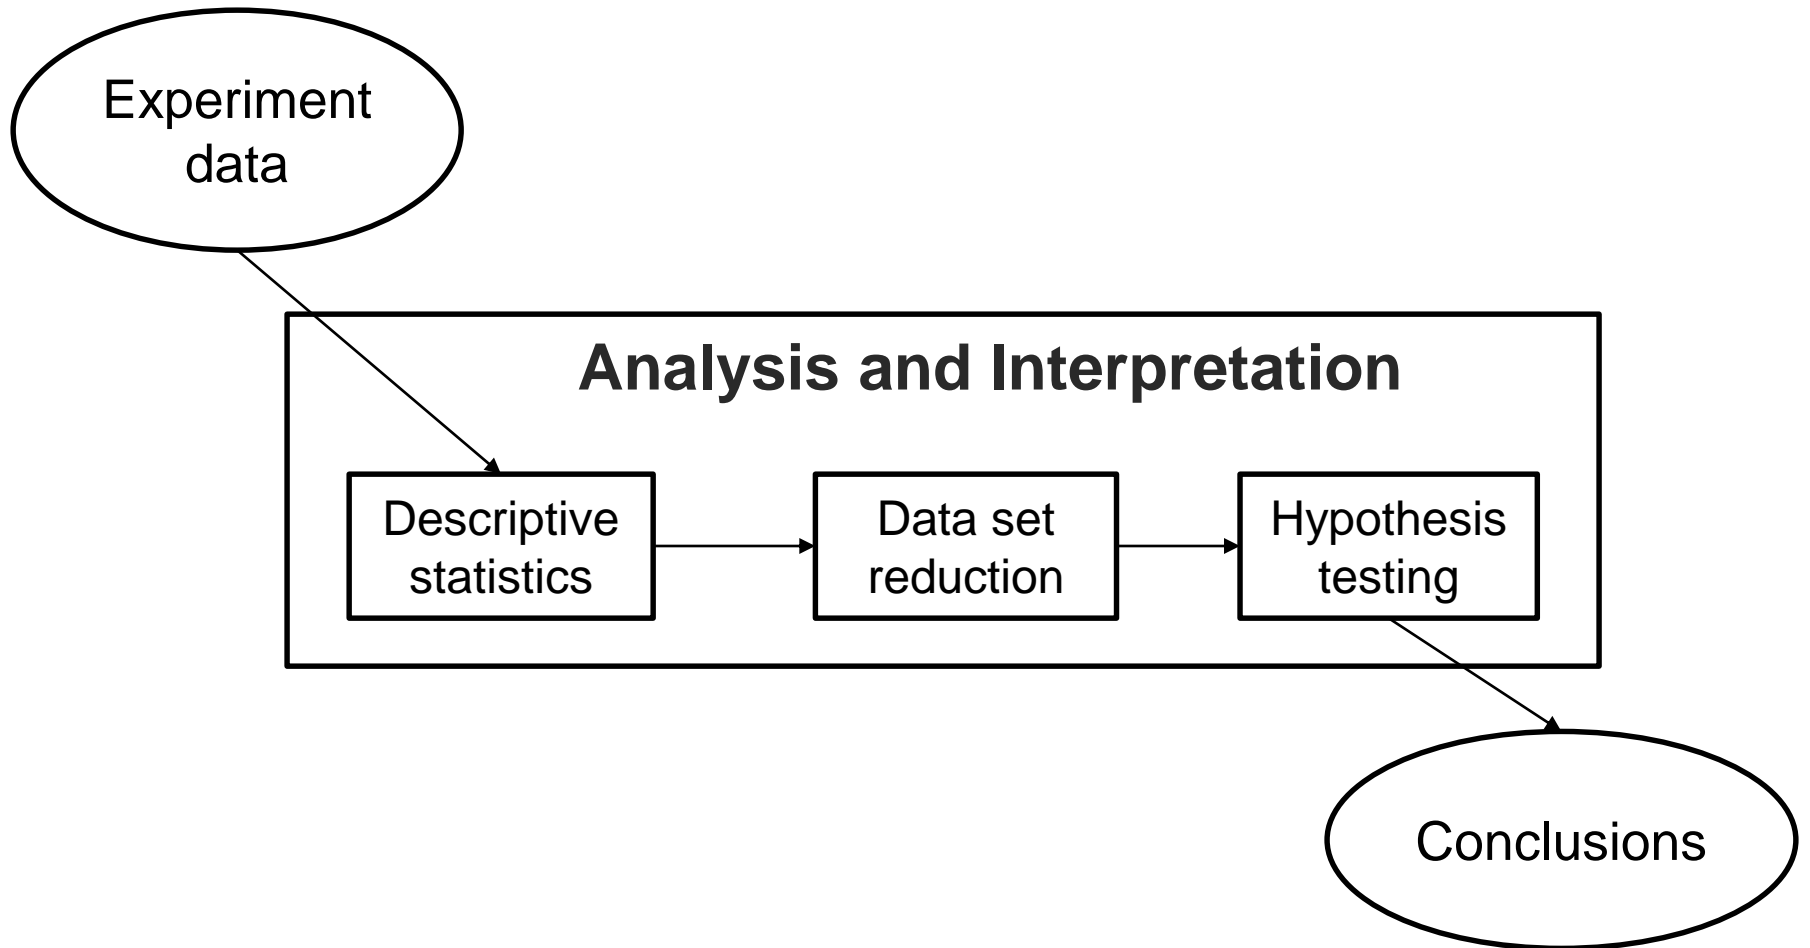 Experiment
data
Analysis and Interpretation
Descriptive
statistics
Data set
reduction
Hypothesis
testing
Conclusions